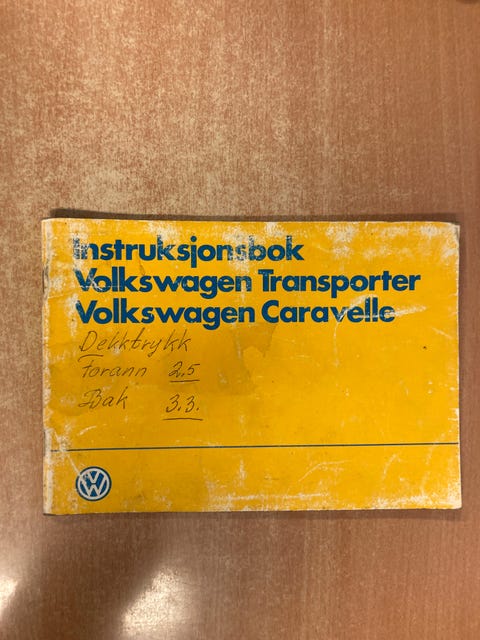 Instruksjonsbok
Volkswagen Transporter
Volkswagen Caravelle
Dekktrykk
Forann 2,5
Bak 3.3.